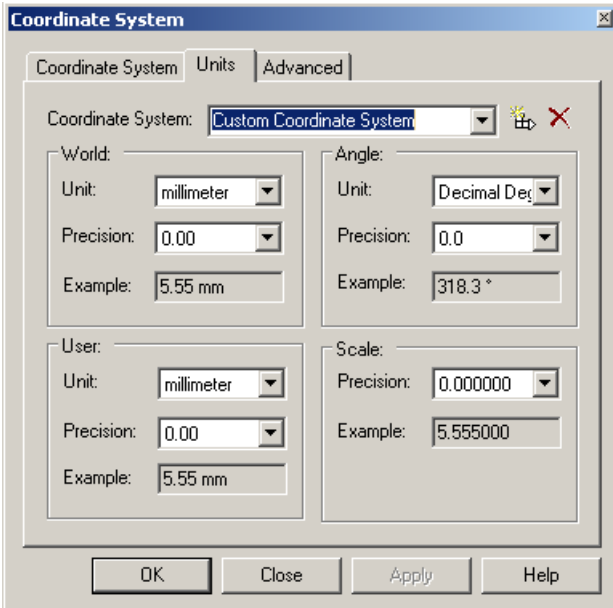 Coordinate System
Coordinate System Units Advanced
Coordinate System: Custom Coordinate System
World:
Unit: millimeter
Precision: 0.00
Example: 5.55 mm
Angle:
Unit: Decimal Deg
Precision: 0.0
Example: 318.3 °
User:
Unit: millimeter
Precision: 0.00
Example: 5.55 mm
Scale:
Precision: 0.000000
Example: 5.555000
OK Close Apply Help